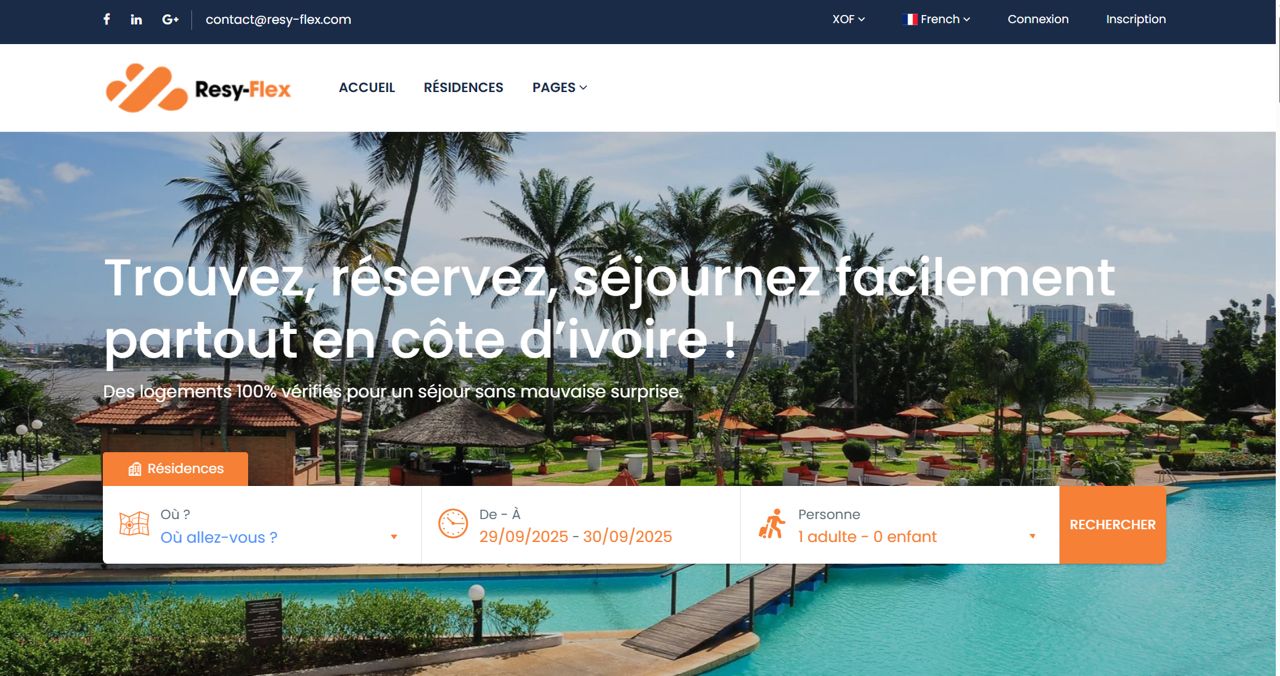 contact@resy-flex.com
XOF
French
Connexion
Inscription
Resy-Flex
ACCUEIL
RÉSIDENCES
PAGES
Trouvez, réservez, séjournez facilement
partout en côte d’ivoire !
Des logements 100% vérifiés pour un séjour sans mauvaise surprise.
Résidences
Où ?
Où allez-vous ?
De - À
29/09/2025 - 30/09/2025
Personne
1 adulte - 0 enfant
RECHERCHER